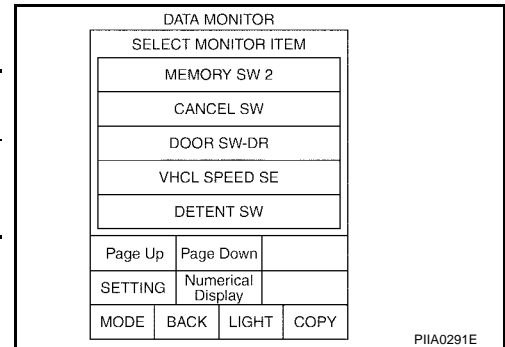 DATA MONITOR
SELECT MONITOR ITEM
MEMORY SW 2
CANCEL SW
DOOR SW-DR
VHCL SPEED SE
DETENT SW
Page Up Page Down
SETTING Numerical Display
MODE BACK LIGHT COPY
PIIA0291E